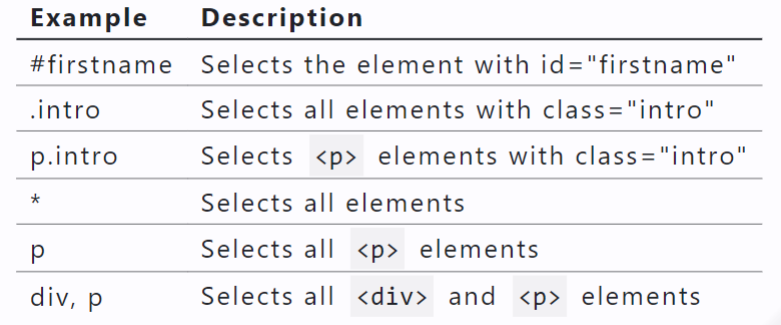 Example Description
#firstname Selects the element with id="firstname"
.intro Selects all elements with class="intro"
p.intro Selects <p> elements with class="intro"
* Selects all elements
p Selects all <p> elements
div, p Selects all <div> and <p> elements